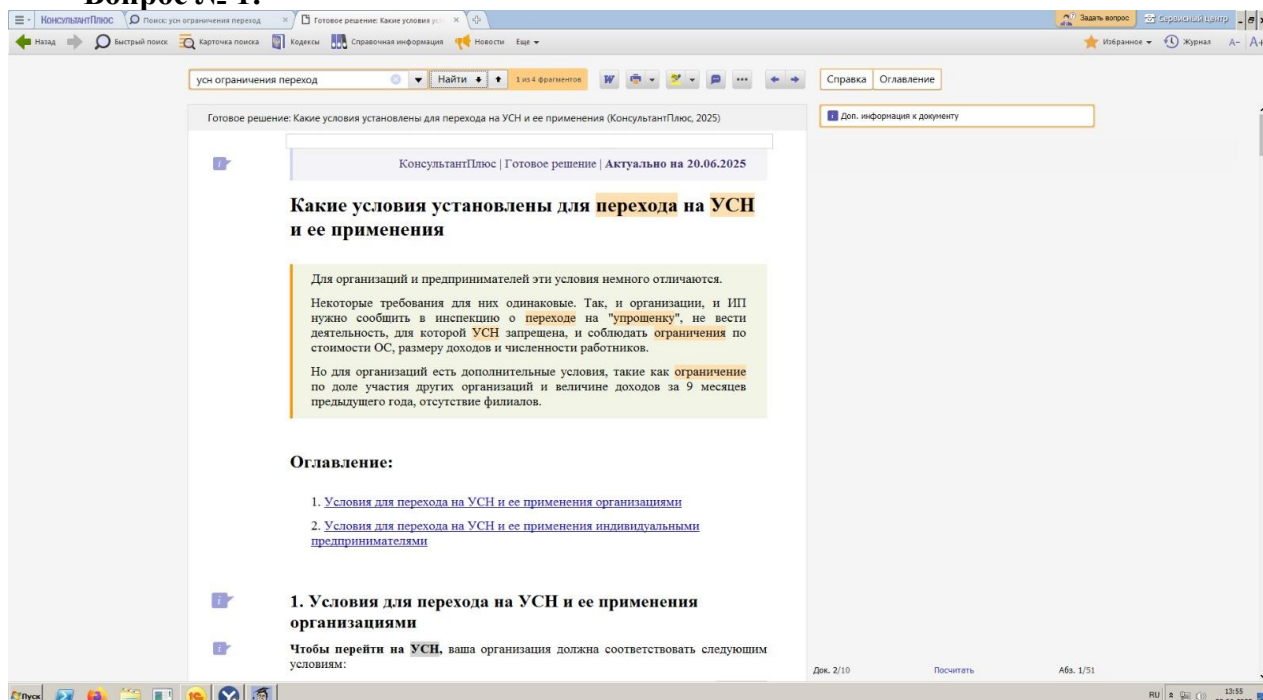 Вопрос № 1:
КонсультантПлюс Поиск: усн ограничения переход × Готовое решение: Какие условия ус × Задать вопрос Сервисный центр
Назад Быстрый поиск Карточка поиска Кодексы Справочная информация Новости Еще Избранное Журнал A- A+
усн ограничения переход Найти 1 из 4 фрагментов W ... Справка Оглавление
Готовое решение: Какие условия установлены для перехода на УСН и ее применения (КонсультантПлюс, 2025)
i Доп. информация к документу
КонсультантПлюс | Готовое решение | Актуально на 20.06.2025
Какие условия установлены для перехода на УСН
и ее применения
Для организаций и предпринимателей эти условия немного отличаются.
Некоторые требования для них одинаковые. Так, и организации, и ИП
нужно сообщить в инспекцию о переходе на "упрошенку", не вести
деятельность, для которой УСН запрещена, и соблюдать ограничения по
стоимости ОС, размеру доходов и численности работников.
Но для организаций есть дополнительные условия, такие как ограничение
по доле участия других организаций и величине доходов за 9 месяцев
предыдущего года, отсутствие филиалов.
Оглавление:
1. Условия для перехода на УСН и ее применения организациями
2. Условия для перехода на УСН и ее применения индивидуальными
предпринимателями
1. Условия для перехода на УСН и ее применения
организациями
Чтобы перейти на УСН, ваша организация должна соответствовать следующим
условиям:
Док. 2/10 Посчитать Абз. 1/51
Пуск RU 13:55